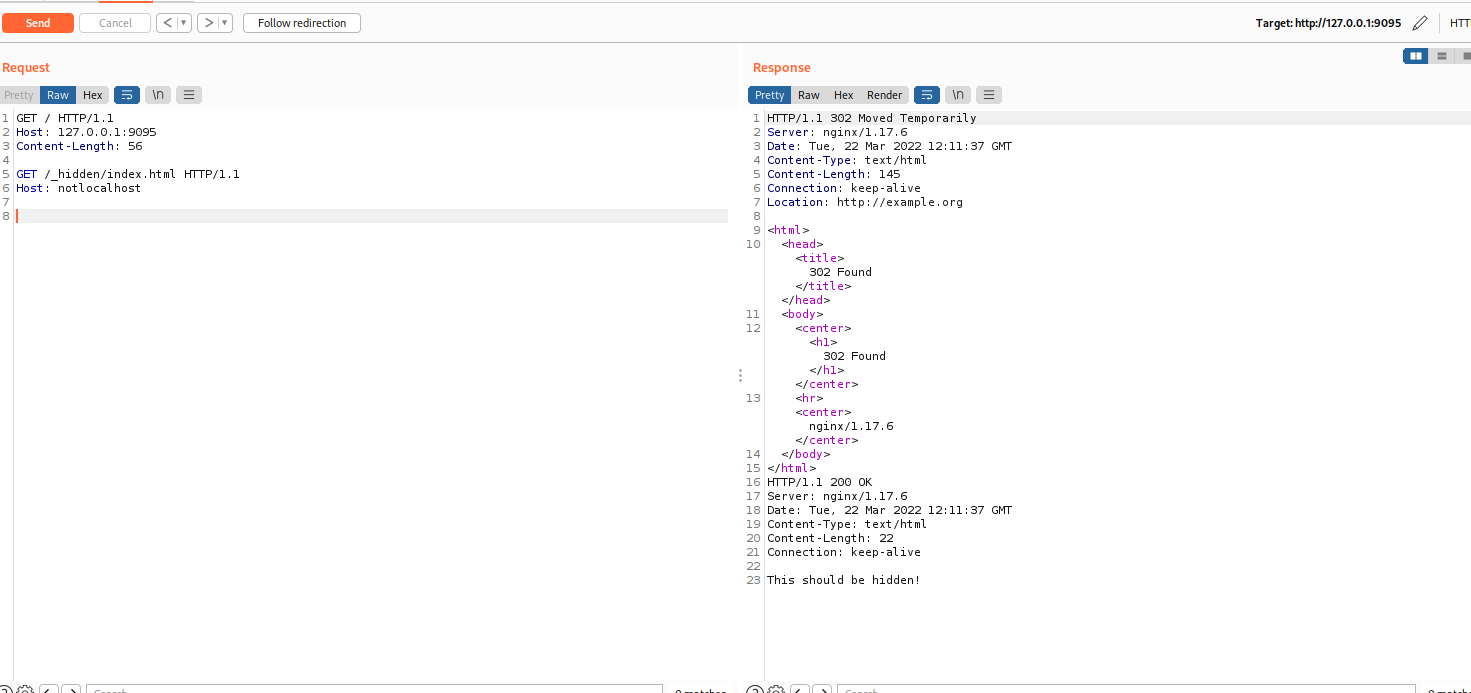 Send Cancel < ▼ > ▼ Follow redirection Target: http://127.0.0.1:9095
Request
Pretty Raw Hex \n
1 GET / HTTP/1.1
2 Host: 127.0.0.1:9095
3 Content-Length: 56
4
5 GET /_hidden/index.html HTTP/1.1
6 Host: notlocalhost
7
8
Response
Pretty Raw Hex Render \n
1 HTTP/1.1 302 Moved Temporarily
2 Server: nginx/1.17.6
3 Date: Tue, 22 Mar 2022 12:11:37 GMT
4 Content-Type: text/html
5 Content-Length: 145
6 Connection: keep-alive
7 Location: http://example.org
8
9 <html>
10 <head>
<title>
302 Found
</title>
</head>
11 <body>
12 <center>
<h1>
302 Found
</h1>
</center>
13 <hr>
<center>
nginx/1.17.6
</center>
14 </body>
15 </html>
16 HTTP/1.1 200 OK
17 Server: nginx/1.17.6
18 Date: Tue, 22 Mar 2022 12:11:37 GMT
19 Content-Type: text/html
20 Content-Length: 22
21 Connection: keep-alive
22
23 This should be hidden!